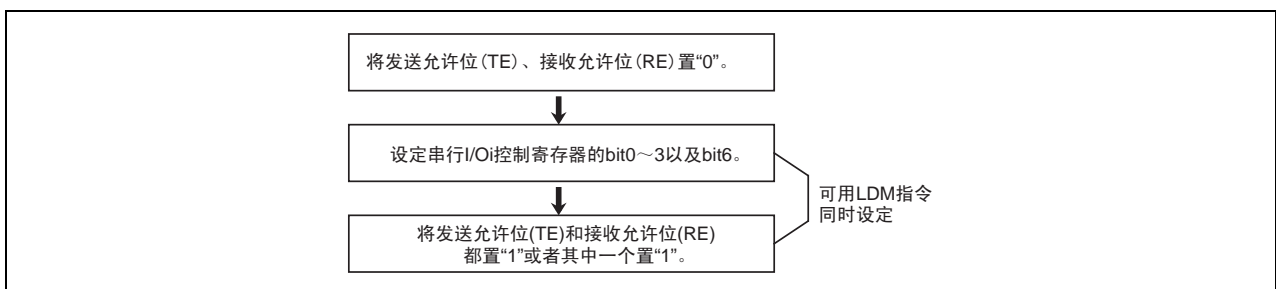 将发送允许位(TE)、接收允许位(RE)置“0”。
设定串行I/Oi控制寄存器的bit0～3以及bit6。
可用LDM指令
同时设定
将发送允许位(TE)和接收允许位(RE)
都置“1”或者其中一个置“1”。